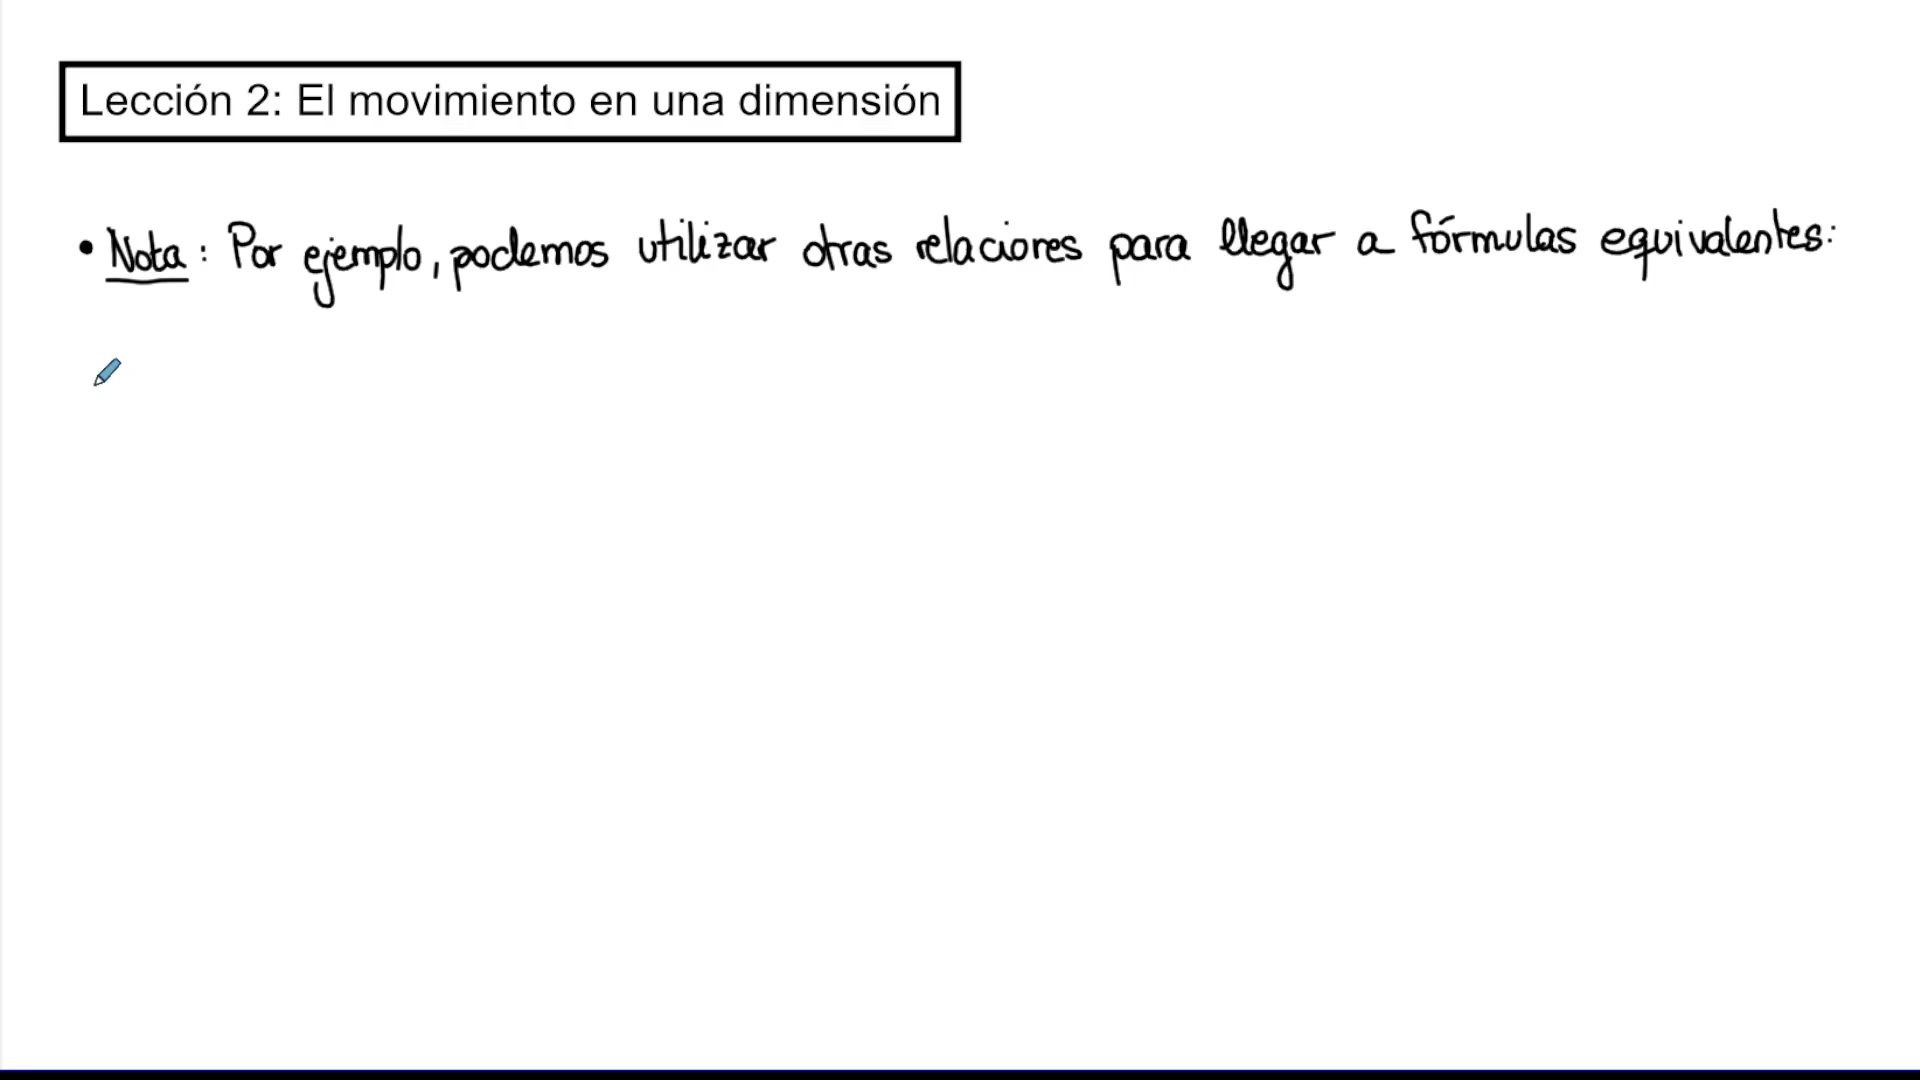 Lección 2: El movimiento en una dimensión
• Nota: Por ejemplo, podemos utilizar otras relaciones para llegar a fórmulas equivalentes: